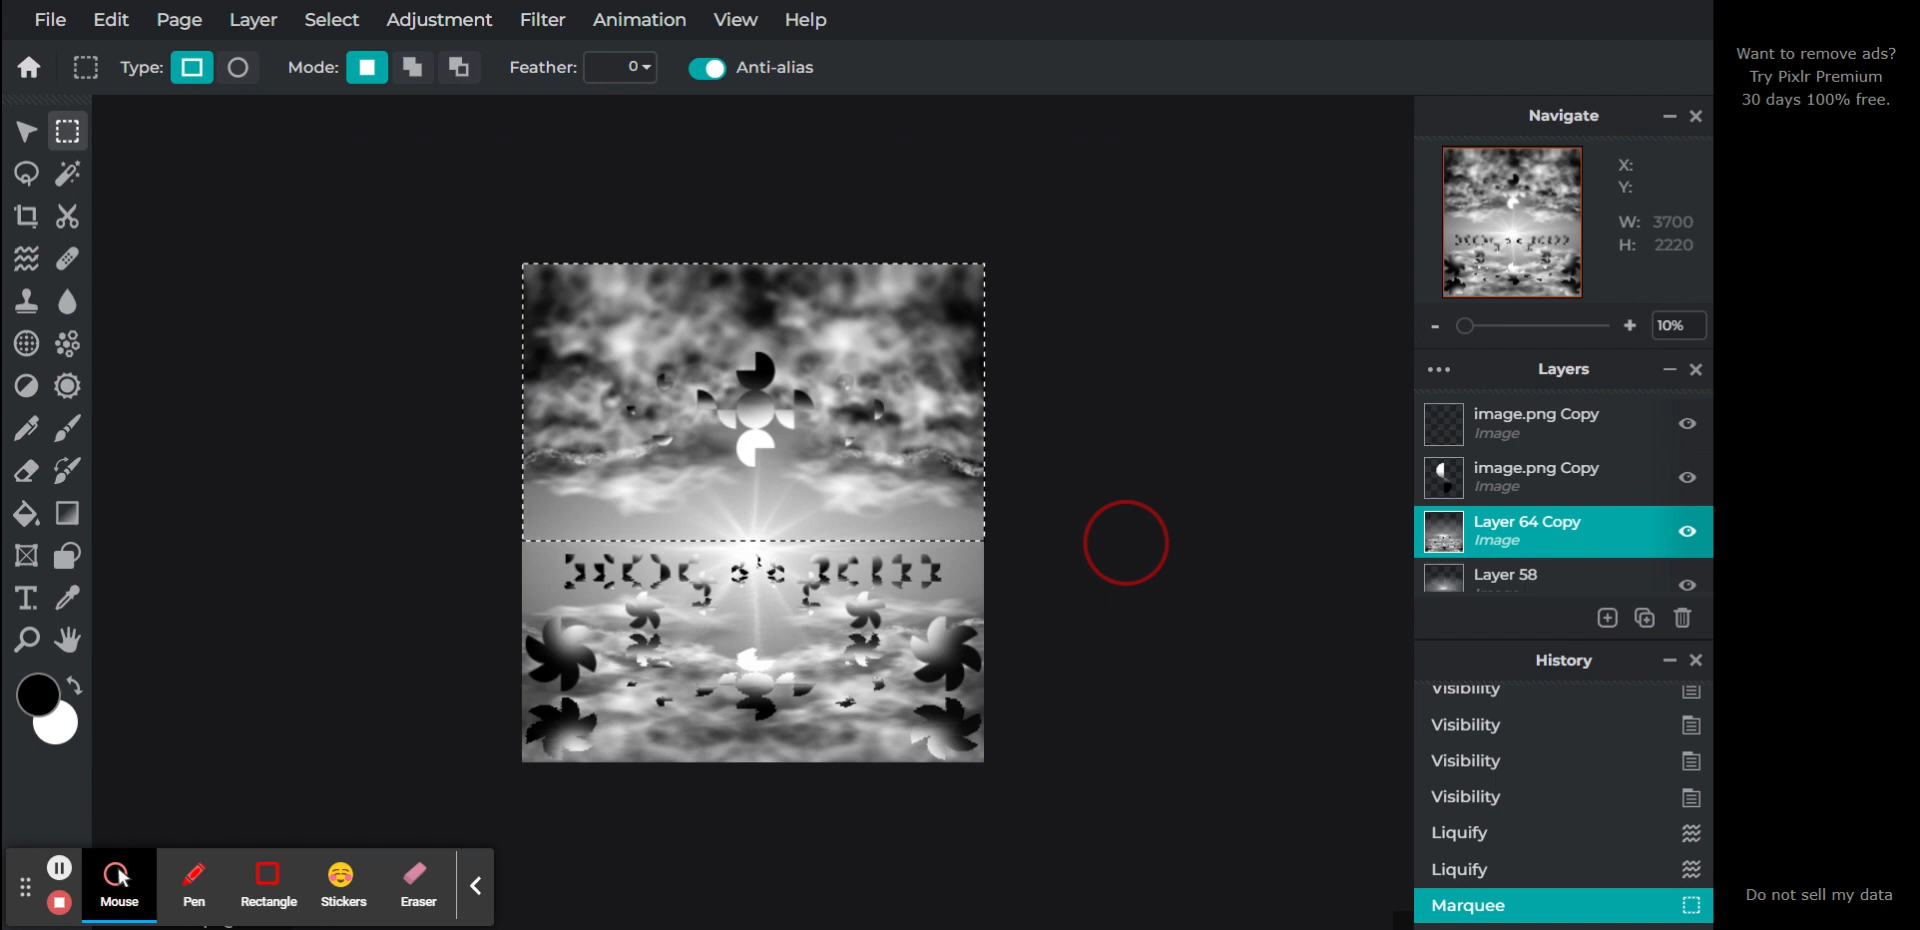 File Edit Page Layer Select Adjustment Filter Animation View Help
Type: Mode: Feather: 0 Anti-alias
Want to remove ads?
Try Pixlr Premium
30 days 100% free.
Navigate
X:
Y:
W: 3700
H: 2220
- + 10%
Layers
image.png Copy
Image
image.png Copy
Image
Layer 64 Copy
Image
Layer 58
History
Visibility
Visibility
Visibility
Visibility
Liquify
Liquify
Marquee
Mouse Pen Rectangle Stickers Eraser
Do not sell my data